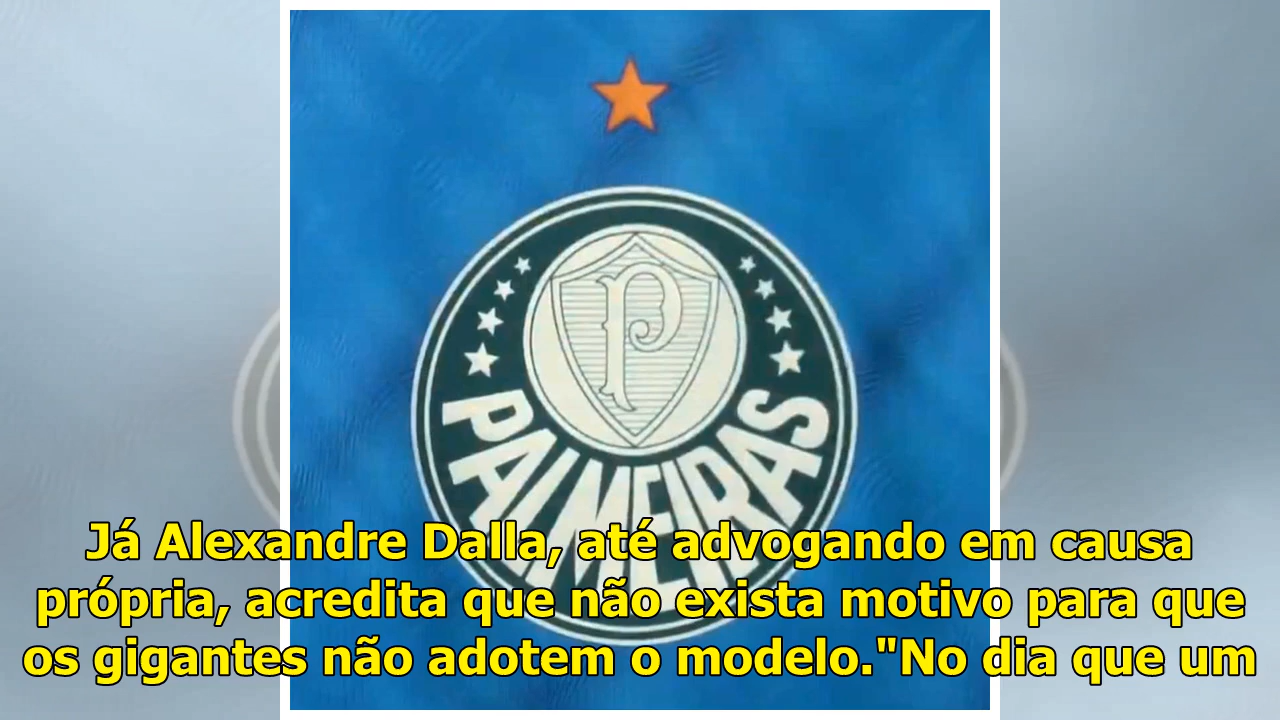 P
PALMEIRAS
Já Alexandre Dalla, até advogando em causa
própria, acredita que não exista motivo para que
os gigantes não adotem o modelo."No dia que um